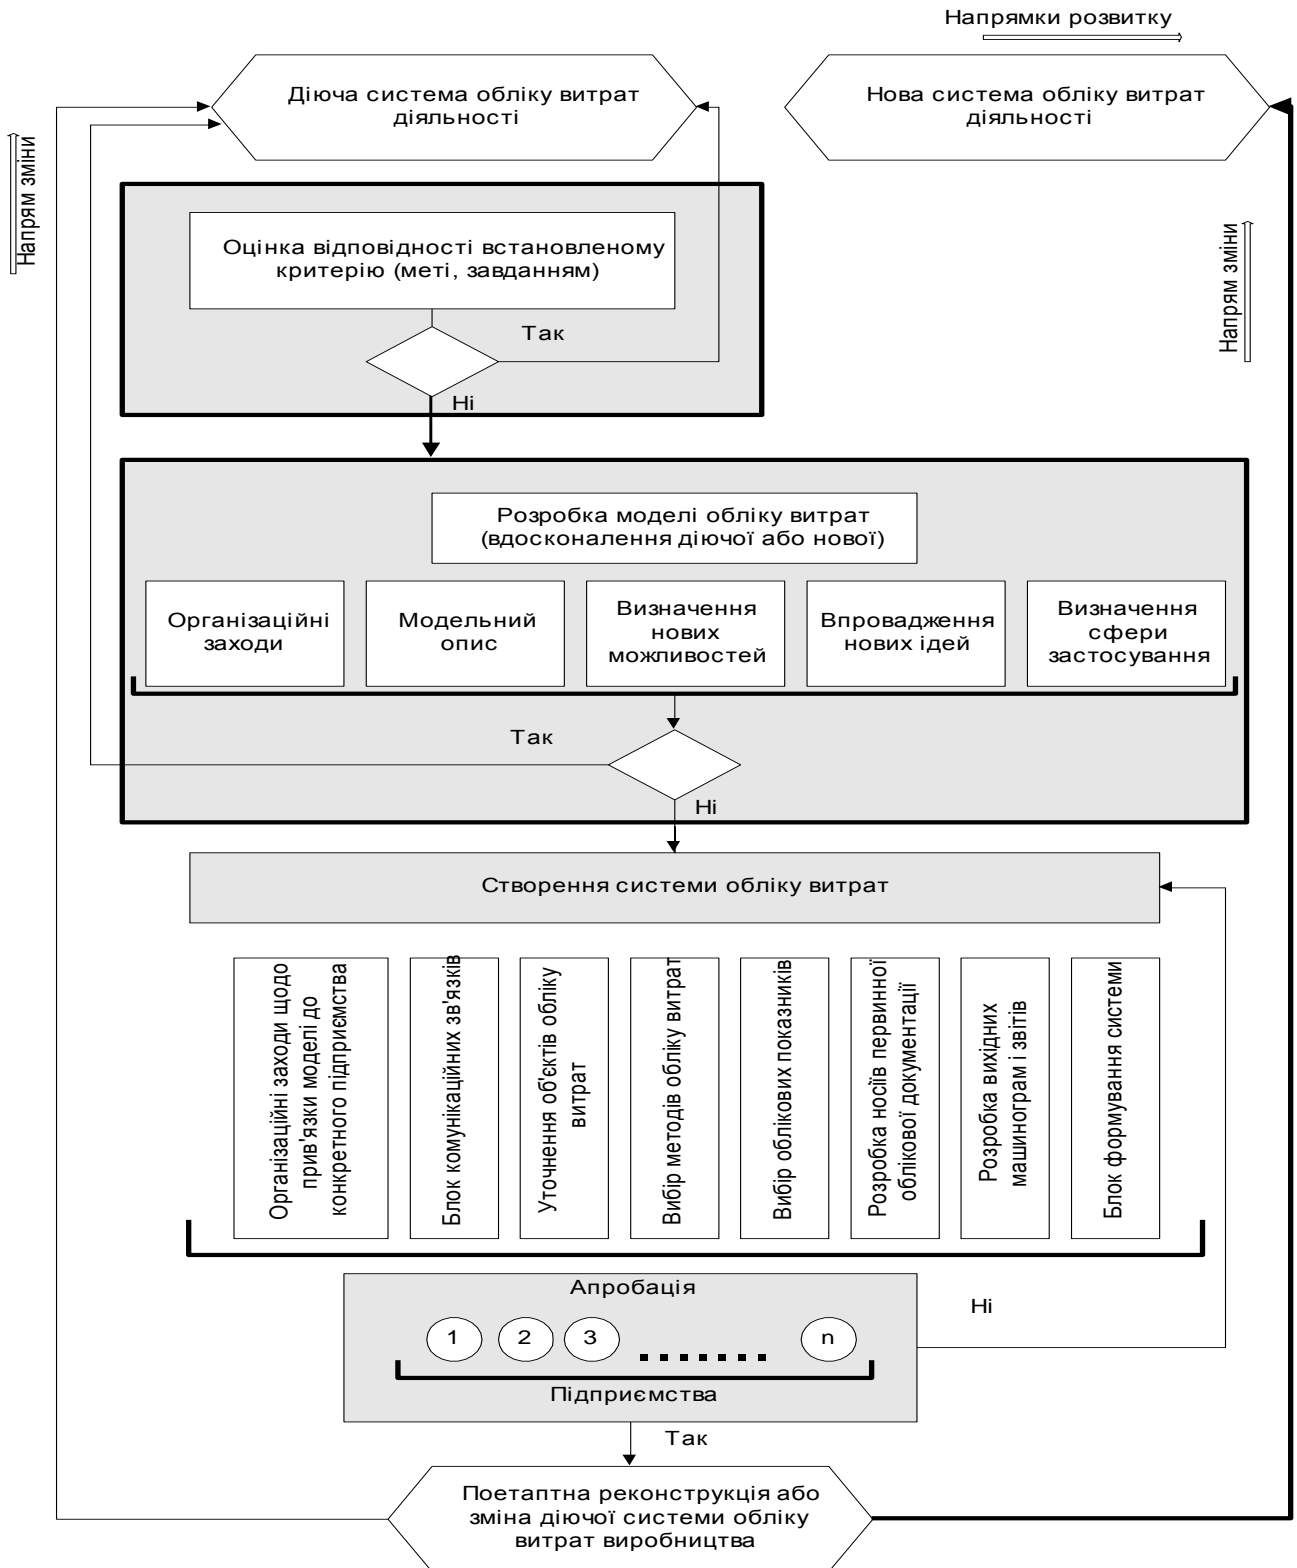 Напрямки розвитку
Діюча система обліку витрат
діяльності
Нова система обліку витрат
діяльності
Напрям зміни
Напрям зміни
Оцінка відповідності встановленому
критерію (меті, завданням)
Так
Ні
Розробка моделі обліку витрат
(вдосконалення діючої або нової)
Організаційні
заходи
Модельний
опис
Визначення
нових
можливостей
Впровадження
нових ідей
Визначення
сфери
застосування
Так
Ні
Створення системи обліку витрат
Організаційні заходи щодо
прив'язки моделі до
конкретного підприємства
Блок комунікаційних зв'язків
Уточнення об'єктів обліку
витрат
Вибір методів обліку витрат
Вибір облікових показників
Розробка носіїв первинної
облікової документації
Розробка вихідних
машинограм і звітів
Блок формування системи
Апробація
1 2 3 ....... n
Підприємства
Ні
Так
Поетаптна реконструкція або
зміна діючої системи обліку
витрат виробництва